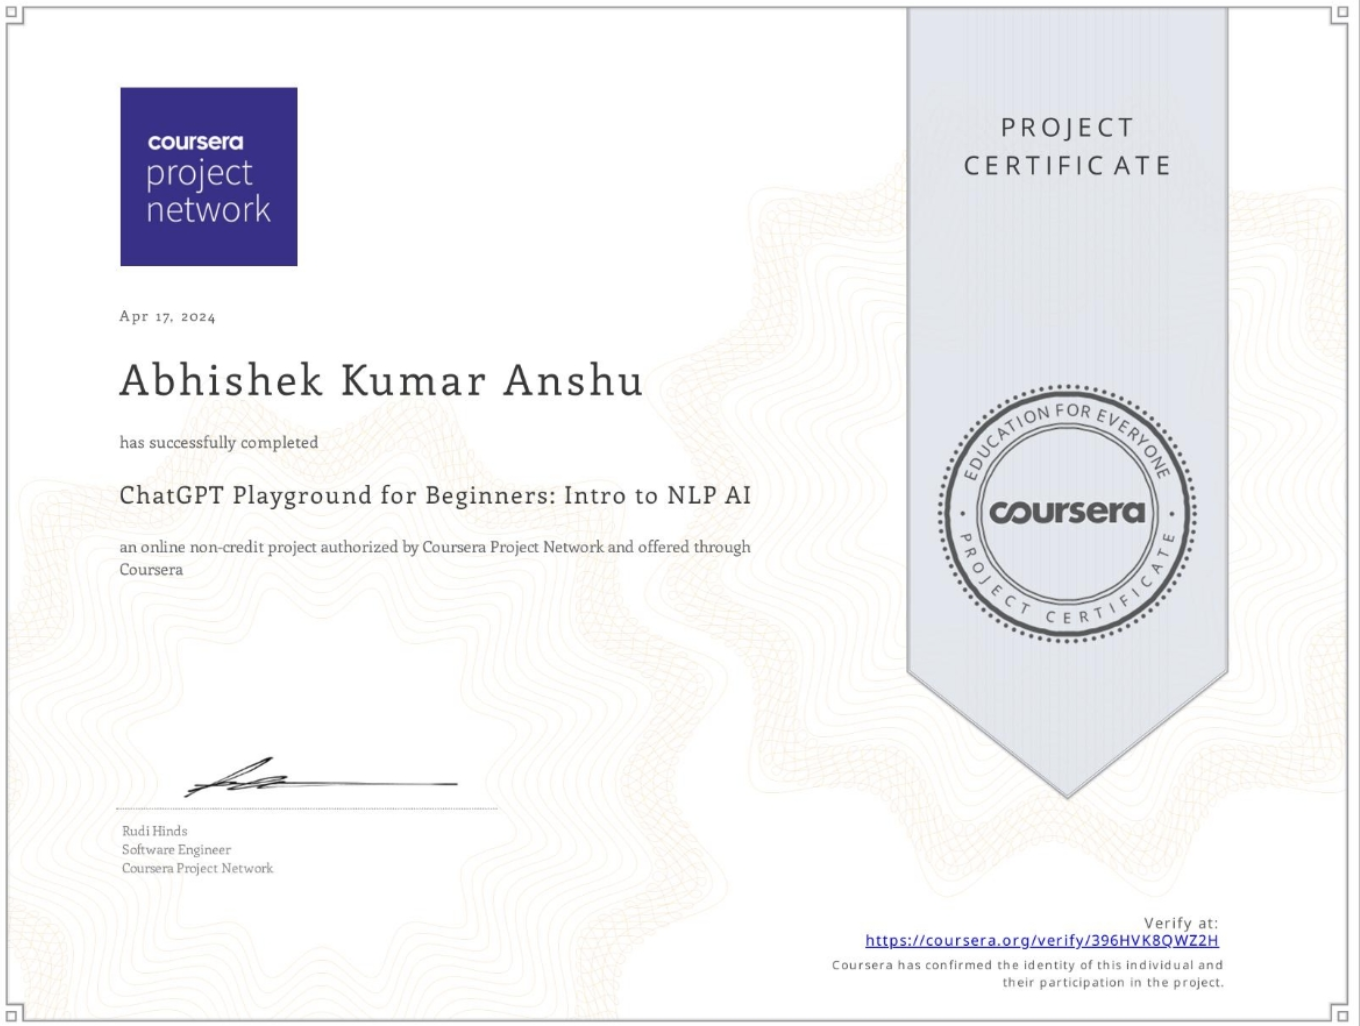 coursera
project
network
PROJECT
CERTIFICATE
Apr 17, 2024
Abhishek Kumar Anshu
has successfully completed
ChatGPT Playground for Beginners: Intro to NLP AI
an online non-credit project authorized by Coursera Project Network and offered through
Coursera
EDUCATION FOR EVERYONE
coursera
PROJECT CERTIFICATE
Rudi Hinds
Software Engineer
Coursera Project Network
Verify at:
https://coursera.org/verify/396HVK8QWZ2H
Coursera has confirmed the identity of this individual and
their participation in the project.